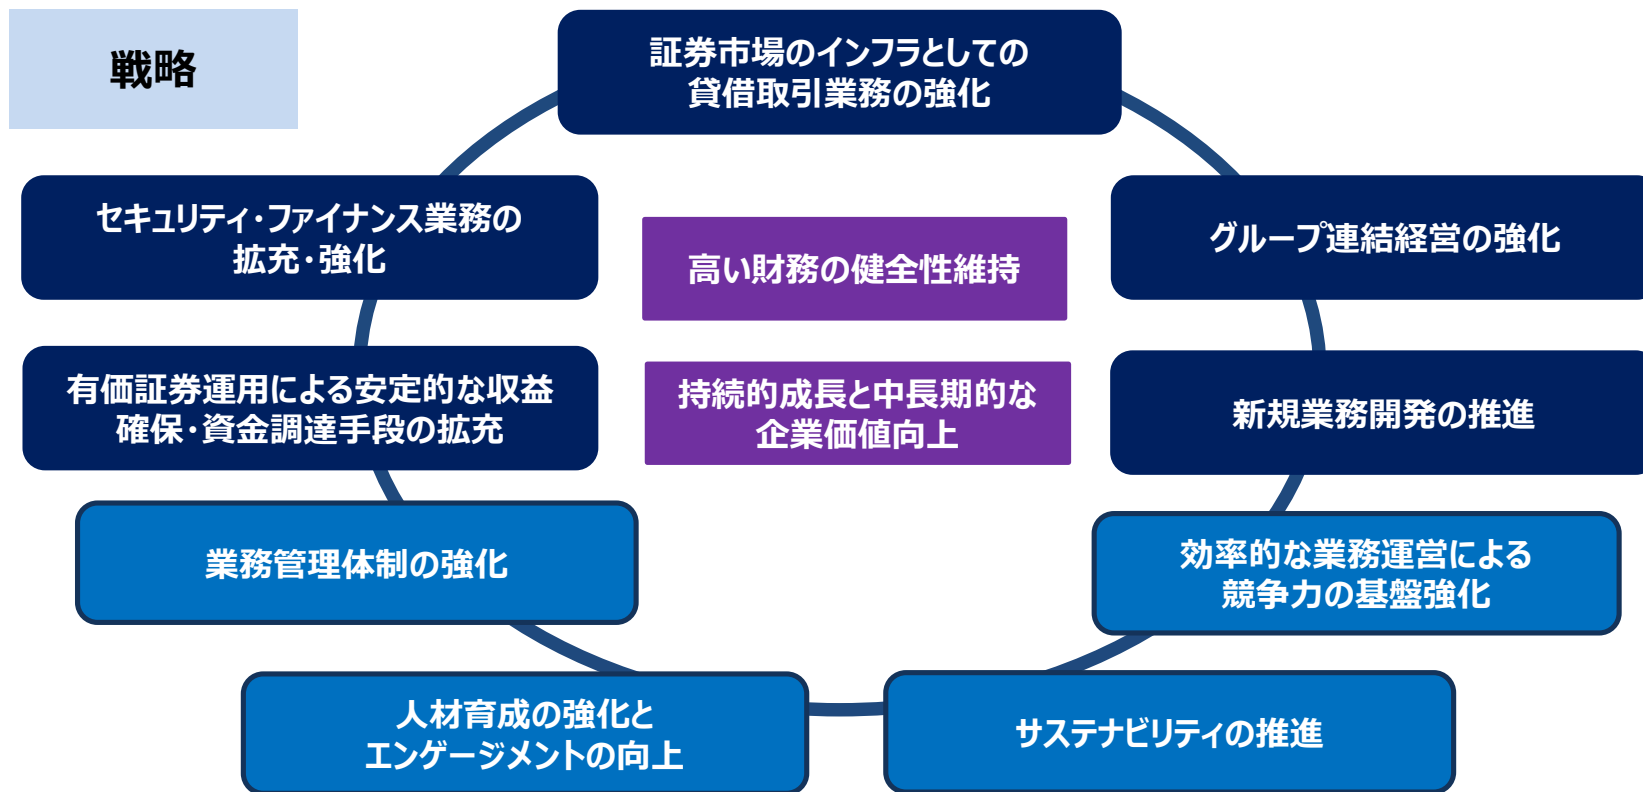 戦略
証券市場のインフラとしての
貸借取引業務の強化
セキュリティ・ファイナンス業務の
拡充・強化
グループ連結経営の強化
高い財務の健全性維持
有価証券運用による安定的な収益
確保・資金調達手段の拡充
持続的成長と中長期的な
企業価値向上
新規業務開発の推進
業務管理体制の強化
効率的な業務運営による
競争力の基盤強化
人材育成の強化と
エンゲージメントの向上
サステナビリティの推進